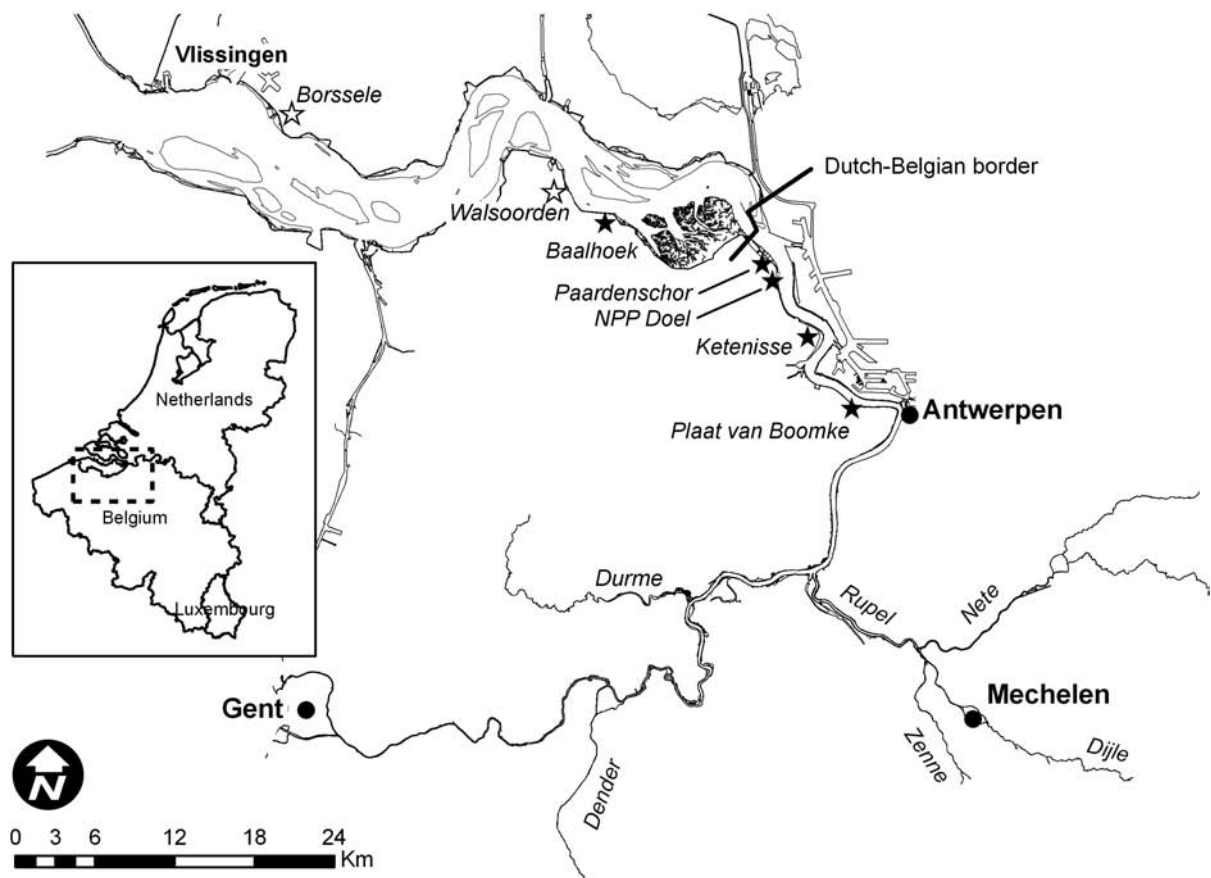 Vlissingen
Borssele
Dutch-Belgian border
Walsoorden
Baalhoek
Paardenschor
NPP Doel
Ketenisse
Antwerpen
Plaat van Boomke
Netherlands
Belgium
Luxembourg
Durme
Rupel
Nete
Gent
Mechelen
Zenne
Dijle
Dender
N
0 3 6 12 18 24
Km